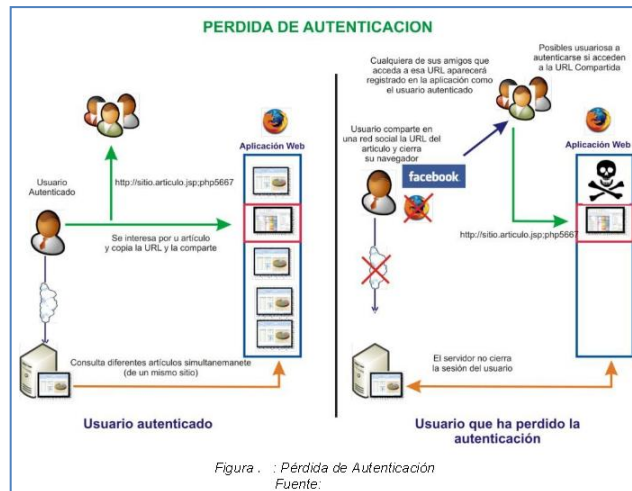 PERDIDA DE AUTENTICACION
Usuario
Autenticado
http://sitio.articulo.jsp;php5667
Se interesa por u artículo
y copia la URL y la comparte
Aplicación Web
Consulta diferentes artículos simultanemanete
(de un mismo sitio)
Usuario autenticado
Cualquiera de sus amigos que
acceda a esa URL aparecerá
registrado en la aplicación como
el usuario autenticado
Posibles usuariosa a
autenticarse si acceden
a la URL Compartida
Usuario comparte en
una red social la URL del
articulo y cierra
su navegador
facebook
Aplicación Web
http://sitio.articulo.jsp;php5667
El servidor no cierra
la sesión del usuario
Usuario que ha perdido la
autenticación
Figura . : Pérdida de Autenticación
Fuente: